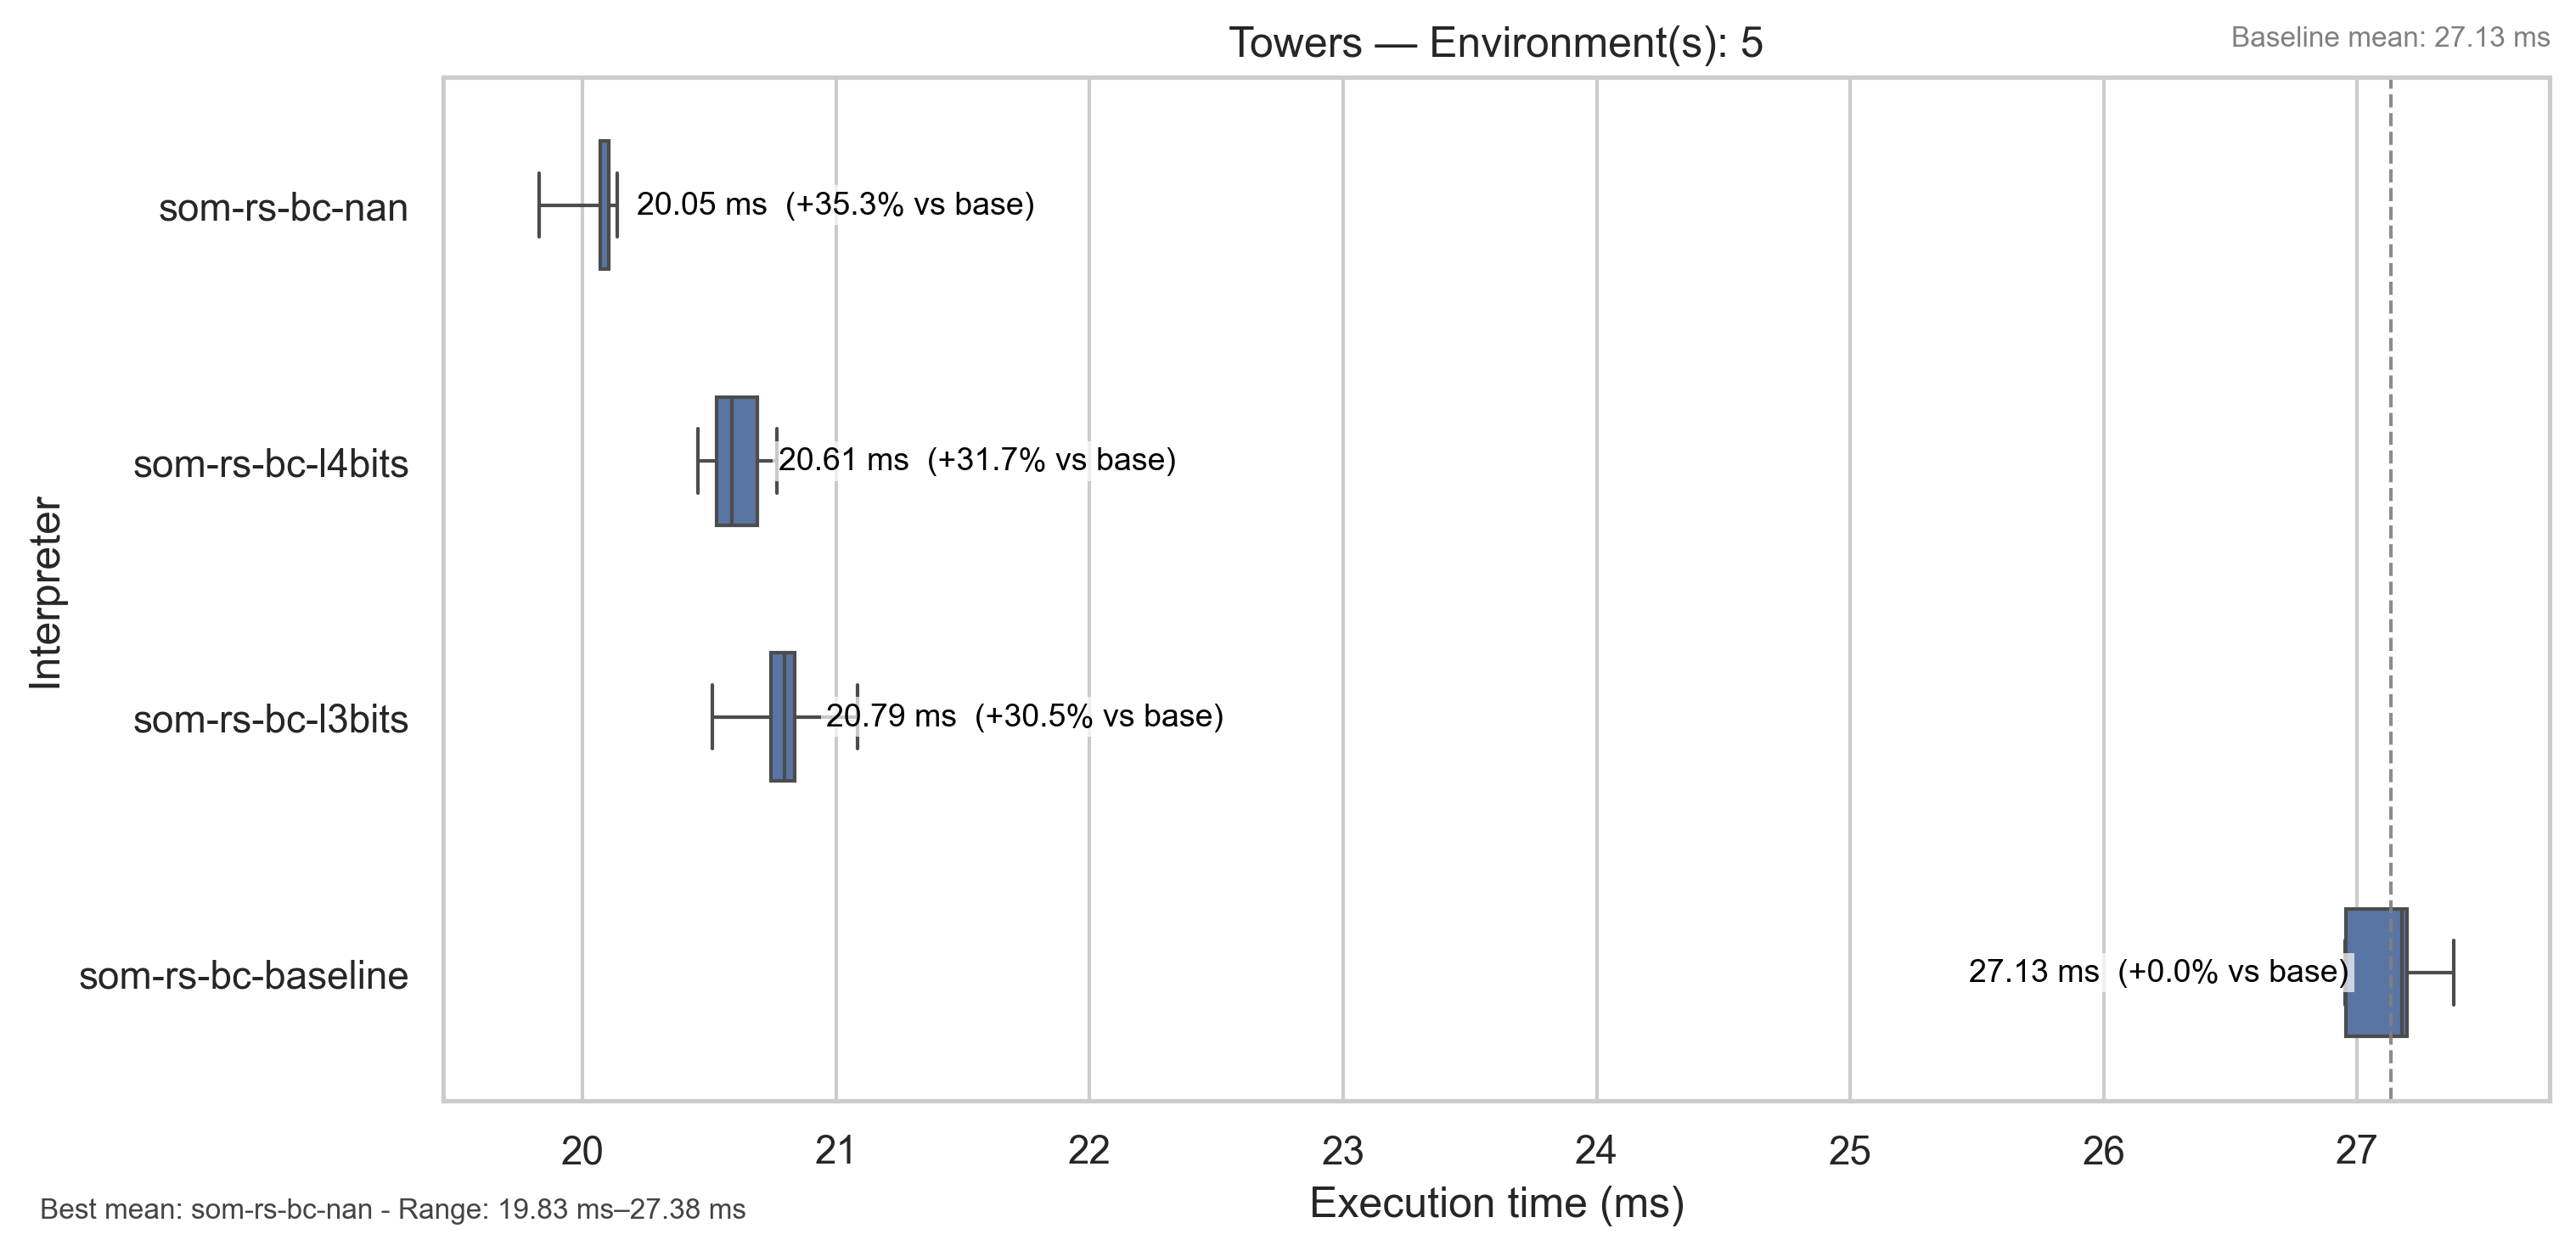 Towers — Environment(s): 5
Baseline mean: 27.13 ms
Interpreter
som-rs-bc-nan
20.05 ms (+35.3% vs base)
som-rs-bc-l4bits
20.61 ms (+31.7% vs base)
som-rs-bc-l3bits
20.79 ms (+30.5% vs base)
som-rs-bc-baseline
27.13 ms (+0.0% vs base)
20 21 22 23 24 25 26 27
Execution time (ms)
Best mean: som-rs-bc-nan - Range: 19.83 ms–27.38 ms